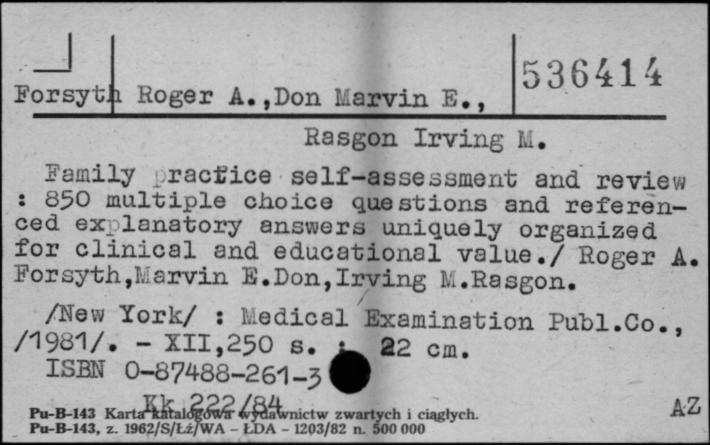 536414
Forsyth Roger A.,Don Marvin E.,
Rasgon Irving M.
Family practice self-assessment and review
: 850 multiple choice questions and referen-
ced explanatory answers uniquely organized
for clinical and educational value./ Roger A.
Forsyth,Marvin E.Don,Irving M.Rasgon.
/New York/ : Medical Examination Publ.Co.,
/1981/. - XII,250 s. ; 22 cm.
ISBN 0-87488-261-3
Kk 222/84
AZ
Pu-B-143 Karta katalogowa wydawnictw zwartych i ciągłych.
Pu-B-143, z. 1962/S/Łź/WA - ŁDA - 1203/82 n. 500 000